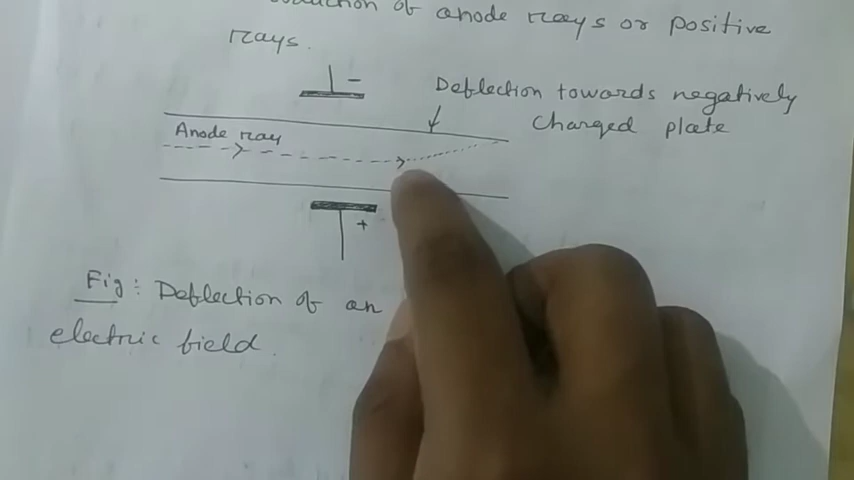 of anode rays or positive
rays.
-
Deflection towards negatively
charged plate
Anode ray
+
Fig: Deflection of an
electric field.